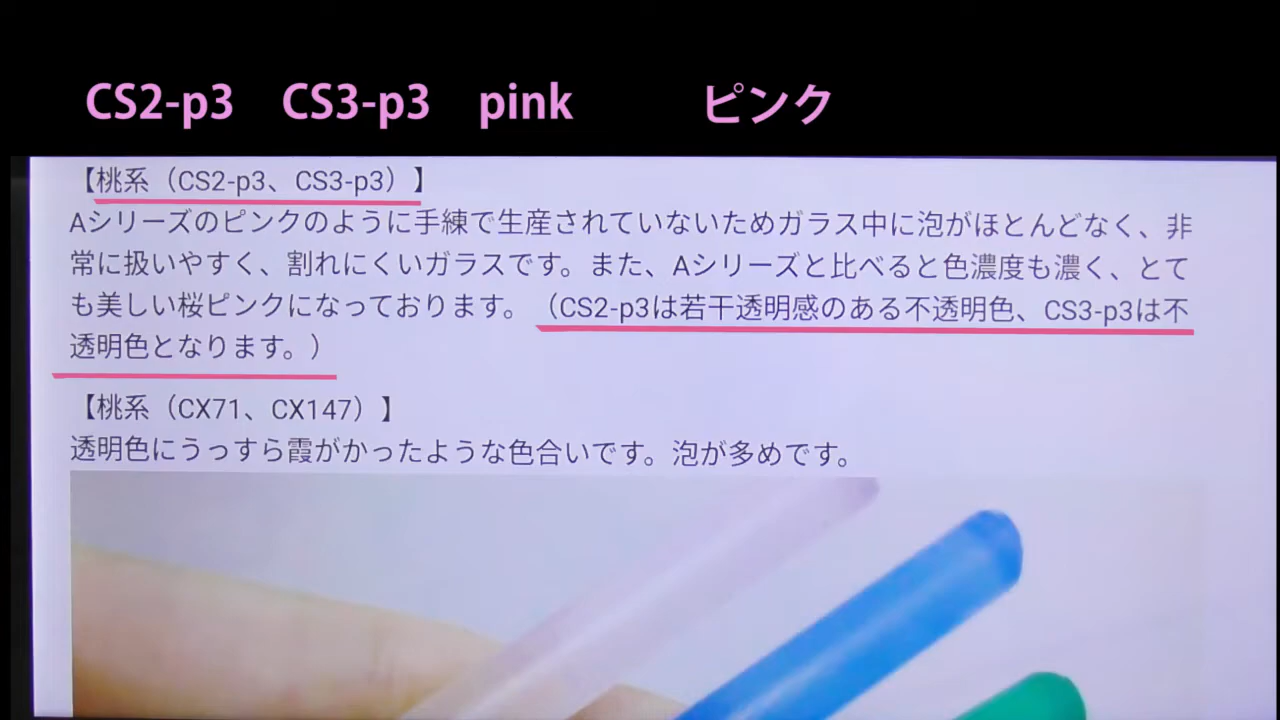 CS2-p3 CS3-p3 pink ピンク
【桃系（CS2-p3、CS3-p3）】
Aシリーズのピンクのように手練で生産されていないためガラス中に泡がほとんどなく、非
常に扱いやすく、割れにくいガラスです。また、Aシリーズと比べると色濃度も濃く、とて
も美しい桜ピンクになっております。（CS2-p3は若干透明感のある不透明色、CS3-p3は不
透明色となります。）
【桃系（CX71、CX147）】
透明色にうっすら霞がかったような色合いです。泡が多めです。